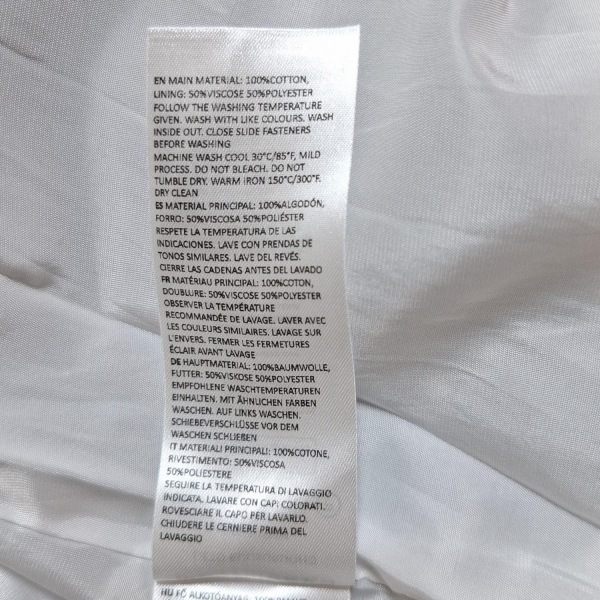 EN MAIN MATERIAL: 100%COTTON,
LINING: 50%VISCOSE 50%POLYESTER
FOLLOW THE WASHING TEMPERATURE
GIVEN. WASH WITH LIKE COLOURS. WASH
INSIDE OUT. CLOSE SLIDE FASTENERS
BEFORE WASHING
MACHINE WASH COOL 30°C/85°F, MILD
PROCESS. DO NOT BLEACH. DO NOT
TUMBLE DRY. WARM IRON 150°C/300°F.
DRY CLEAN
ES MATERIAL PRINCIPAL: 100%ALGODÓN,
FORRO: 50%VISCOSA 50%POLIÉSTER
RESPETE LA TEMPERATURA DE LAS
INDICACIONES. LAVE CON PRENDAS DE
TONOS SIMILARES. LAVE DEL REVÉS.
CIERRE LAS CADENAS ANTES DEL LAVADO
FR MATÉRIAU PRINCIPAL: 100%COTON,
DOUBLURE: 50%VISCOSE 50%POLYESTER
OBSERVER LA TEMPÉRATURE
RECOMMANDÉE DE LAVAGE. LAVER AVEC
LES COULEURS SIMILAIRES. LAVAGE SUR
L'ENVERS. FERMER LES FERMETURES
ÉCLAIR AVANT LAVAGE
DE HAUPTMATERIAL: 100%BAUMWOLLE,
FUTTER: 50%VISKOSE 50%POLYESTER
EMPFOHLENE WASCHTEMPERATUREN
EINHALTEN. MIT ÄHNLICHEN FARBEN
WASCHEN. AUF LINKS WASCHEN.
SCHIEBEVERSCHLÜSSE VOR DEM
WASCHEN SCHLIEßEN
IT MATERIALI PRINCIPALI: 100%COTONE,
RIVESTIMENTO: 50%VISCOSA
50%POLIESTERE
SEGUIRE LA TEMPERATURA DI LAVAGGIO
INDICATA. LAVARE CON CAPI COLORATI.
ROVESCIARE IL CAPO PER LAVARLO.
CHIUDERE LE CERNIERE PRIMA DEL
LAVAGGIO
HU FŐ ALKOTÓANYAG: 100%